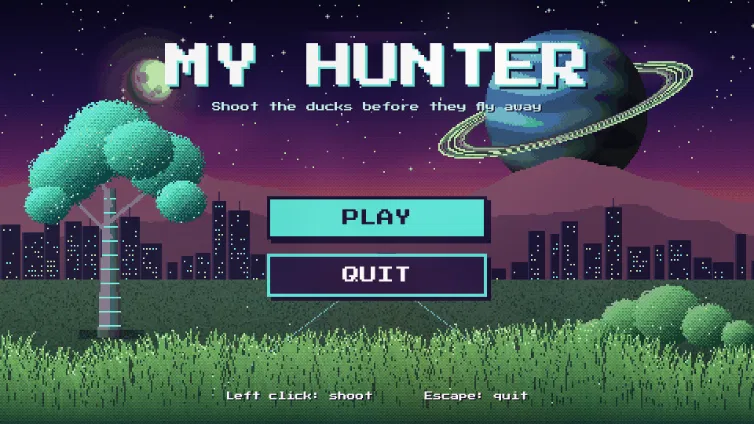 MY HUNTER
Shoot the ducks before they fly away
PLAY
QUIT
Left click: shoot Escape: quit